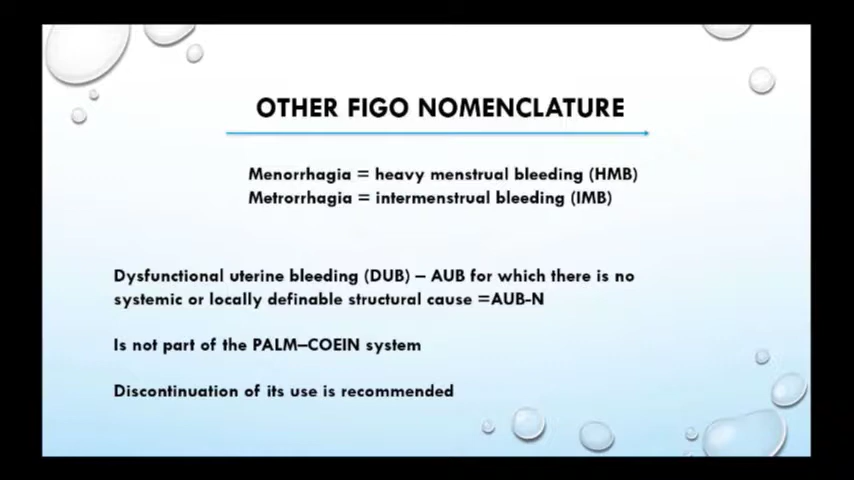 OTHER FIGO NOMENCLATURE
Menorrhagia = heavy menstrual bleeding (HMB)
Metrorrhagia = intermenstrual bleeding (IMB)
Dysfunctional uterine bleeding (DUB) – AUB for which there is no
systemic or locally definable structural cause =AUB-N
Is not part of the PALM–COEIN system
Discontinuation of its use is recommended